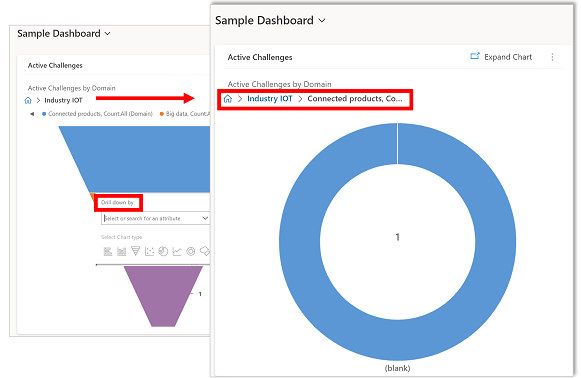 Sample Dashboard
Active Challenges
Active Challenges by Domain
Industry IOT
Connected products, Count:All (Domain) Big data, Count:A
Drill down by
Select or search for an attribute
Select Chart type
1
Sample Dashboard
Active Challenges Expand Chart
Active Challenges by Domain
Industry IOT > Connected products, Co...
1
(blank)